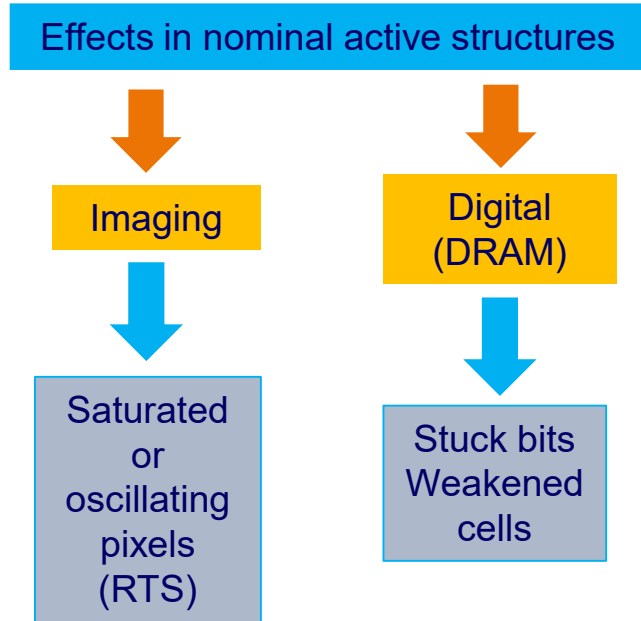 Effects in nominal active structures
Imaging
Digital
(DRAM)
Saturated
or
oscillating
pixels
(RTS)
Stuck bits
Weakened
cells